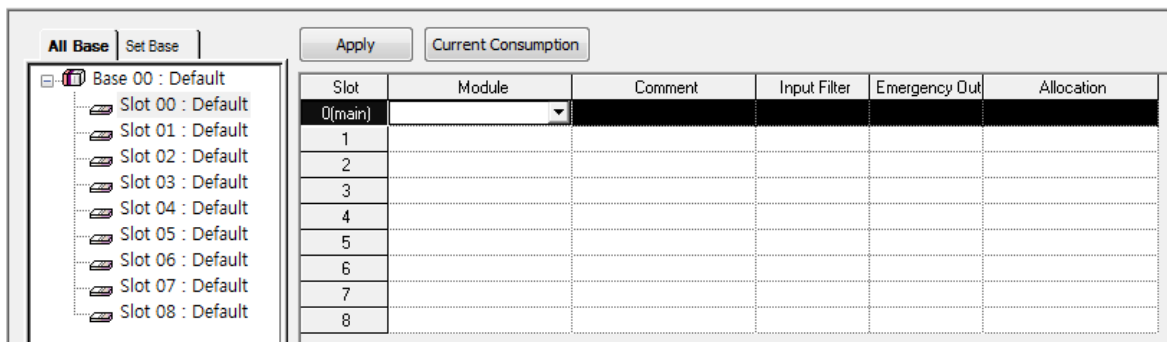 All Base Set Base
Apply Current Consumption
Base 00 : Default
Slot 00 : Default
Slot 01 : Default
Slot 02 : Default
Slot 03 : Default
Slot 04 : Default
Slot 05 : Default
Slot 06 : Default
Slot 07 : Default
Slot 08 : Default
Slot Module Comment Input Filter Emergency Out Allocation
0(main)
1
2
3
4
5
6
7
8